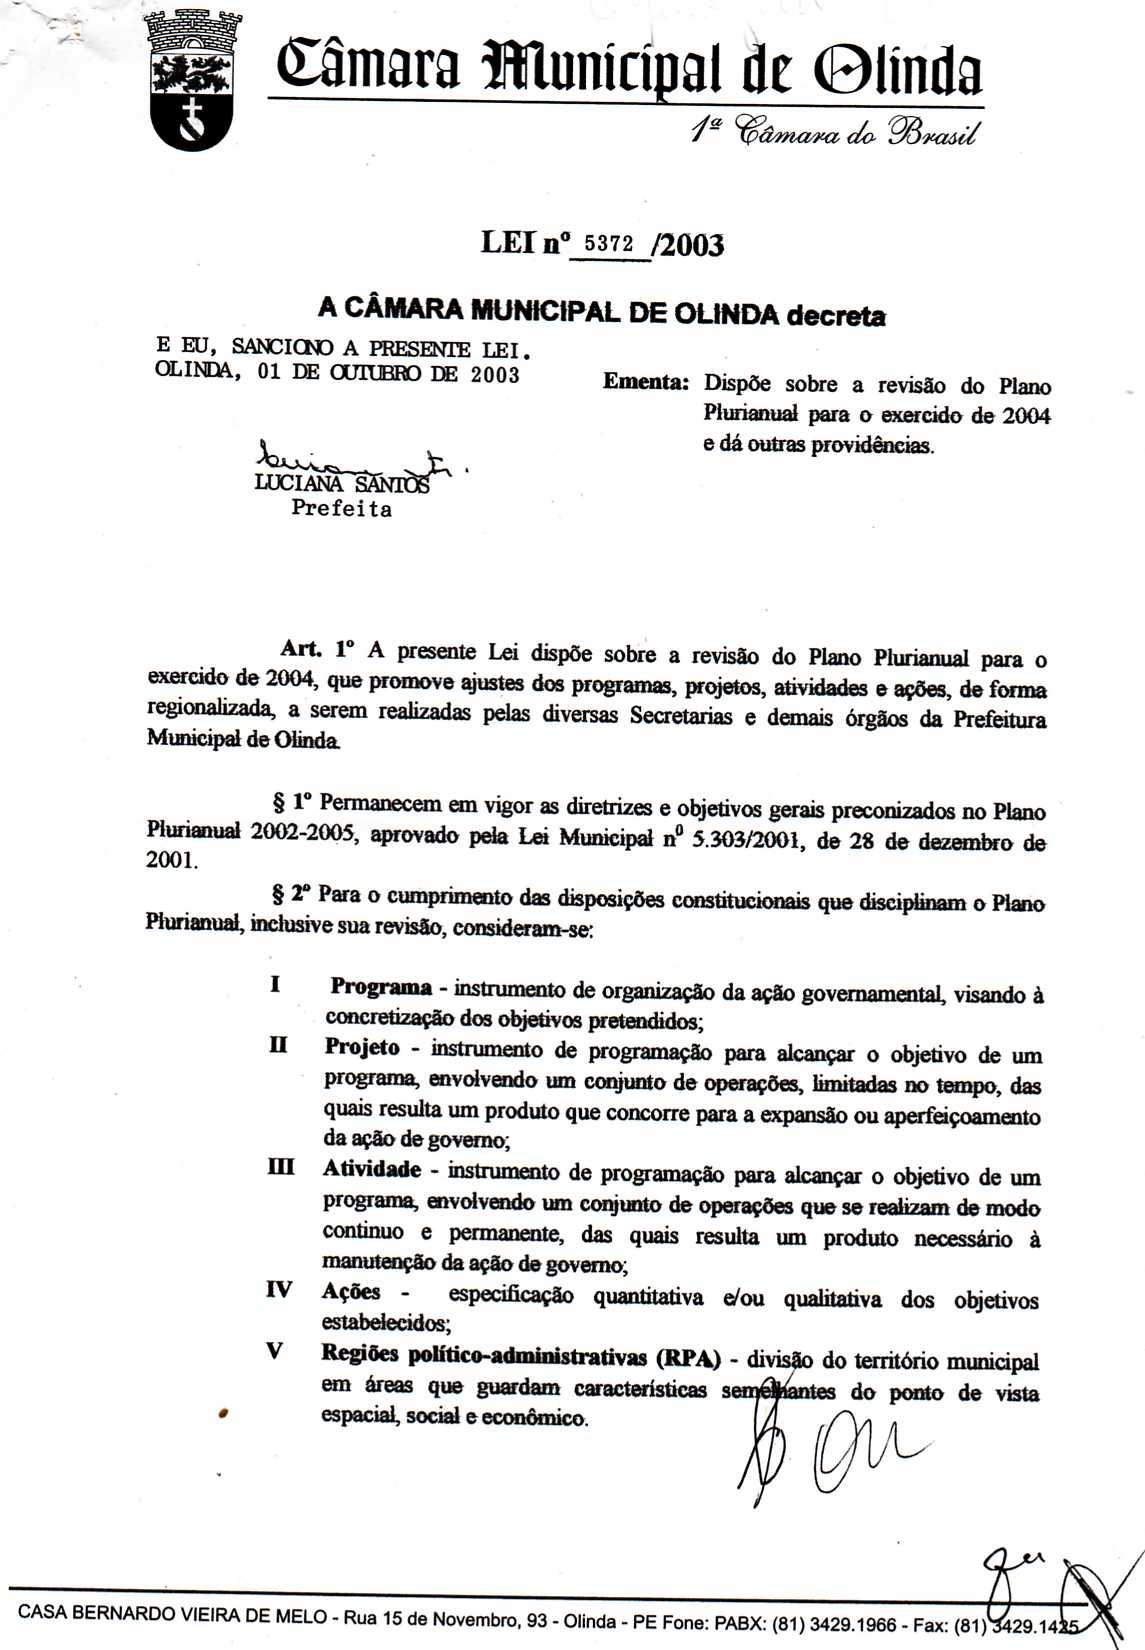 Câmara Municipal de Olinda
1ª Câmara do Brasil
LEI nº 5372 /2003
A CÂMARA MUNICIPAL DE OLINDA decreta
E EU, SANCIONO A PRESENTE LEI.
OLINDA, 01 DE OUTUBRO DE 2003
Ementa: Dispõe sobre a revisão do Plano
Plurianual para o exercido de 2004
e dá outras providências.
LUCIANA SANTOS
Prefeita
Art. 1º A presente Lei dispõe sobre a revisão do Plano Plurianual para o
exercido de 2004, que promove ajustes dos programas, projetos, atividades e ações, de forma
regionalizada, a serem realizadas pelas diversas Secretarias e demais órgãos da Prefeitura
Municipal de Olinda.
§ 1º Permanecem em vigor as diretrizes e objetivos gerais preconizados no Plano
Plurianual 2002-2005, aprovado pela Lei Municipal nº 5.303/2001, de 28 de dezembro de
2001.
§ 2º Para o cumprimento das disposições constitucionais que disciplinam o Plano
Plurianual, inclusive sua revisão, consideram-se:
I Programa - instrumento de organização da ação governamental, visando à
concretização dos objetivos pretendidos;
II Projeto - instrumento de programação para alcançar o objetivo de um
programa, envolvendo um conjunto de operações, limitadas no tempo, das
quais resulta um produto que concorre para a expansão ou aperfeiçoamento
da ação de governo;
III Atividade - instrumento de programação para alcançar o objetivo de um
programa, envolvendo um conjunto de operações que se realizam de modo
continuo e permanente, das quais resulta um produto necessário à
manutenção da ação de governo;
IV Ações - especificação quantitativa e/ou qualitativa dos objetivos
estabelecidos;
V Regiões político-administrativas (RPA) - divisão do território municipal
em áreas que guardam características semelhantes do ponto de vista
espacial, social e econômico.
CASA BERNARDO VIEIRA DE MELO - Rua 15 de Novembro, 93 - Olinda - PE Fone: PABX: (81) 3429.1966 - Fax: (81) 3429.1425